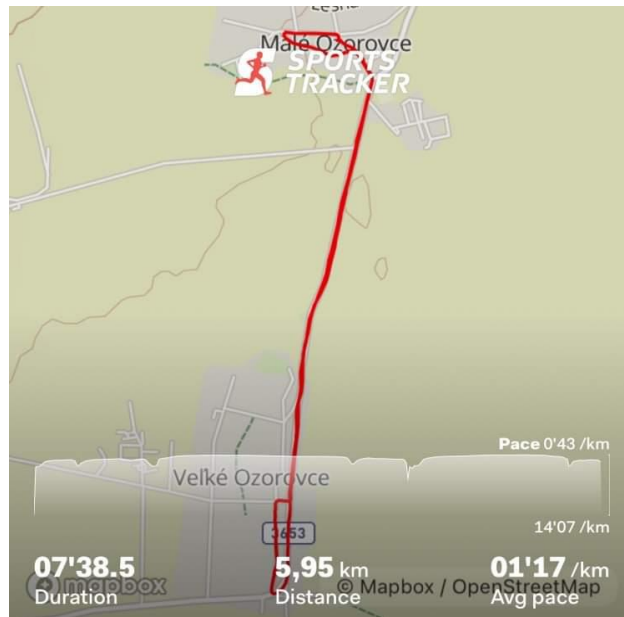 Lesná
Malé Ozorovce
SPORTS
TRACKER
Pace 0'43 /km
Veľké Ozorovce
14'07 /km
3653
07'38.5 5,95 km 01'17 /km
mapbox © Mapbox / OpenStreetMap
Duration Distance Avg pace